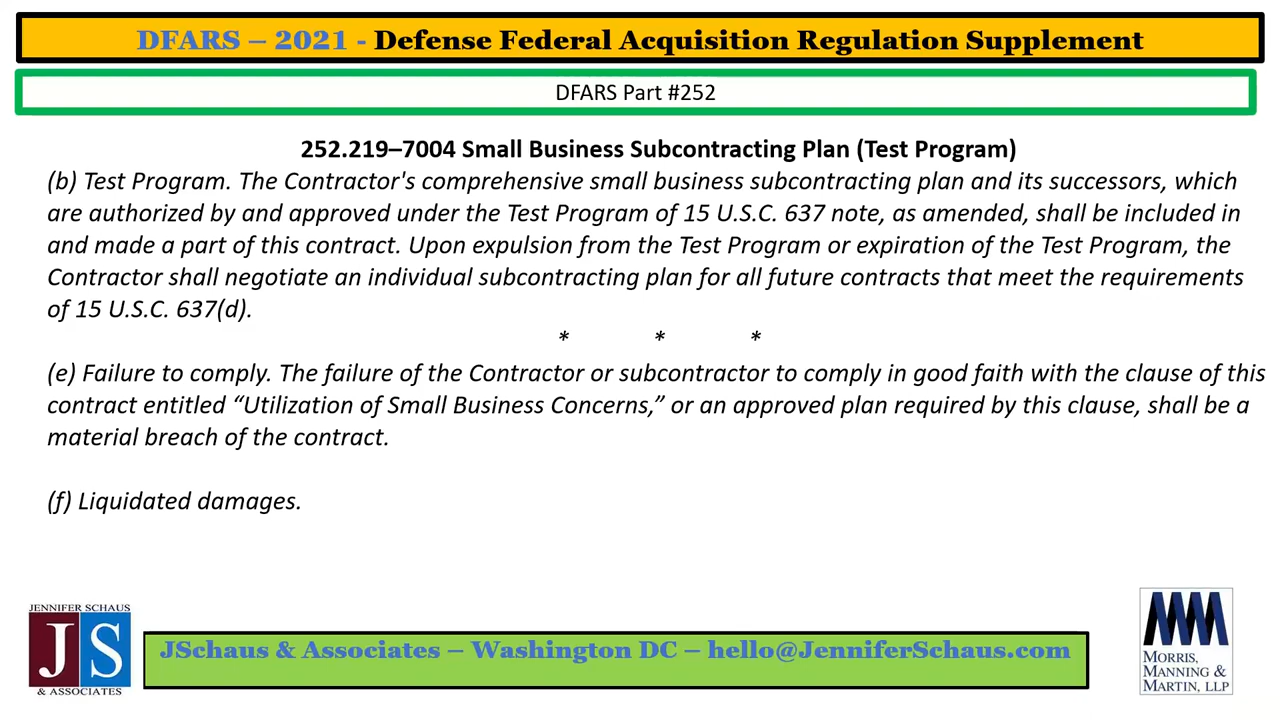 DFARS – 2021 - Defense Federal Acquisition Regulation Supplement
DFARS Part #252
252.219–7004 Small Business Subcontracting Plan (Test Program)
(b) Test Program. The Contractor's comprehensive small business subcontracting plan and its successors, which
are authorized by and approved under the Test Program of 15 U.S.C. 637 note, as amended, shall be included in
and made a part of this contract. Upon expulsion from the Test Program or expiration of the Test Program, the
Contractor shall negotiate an individual subcontracting plan for all future contracts that meet the requirements
of 15 U.S.C. 637(d).
* * *
(e) Failure to comply. The failure of the Contractor or subcontractor to comply in good faith with the clause of this
contract entitled “Utilization of Small Business Concerns,” or an approved plan required by this clause, shall be a
material breach of the contract.
(f) Liquidated damages.
JENNIFER SCHAUS
JS
& ASSOCIATES
JSchaus & Associates – Washington DC – hello@JenniferSchaus.com
MMM
MORRIS,
MANNING &
MARTIN, LLP